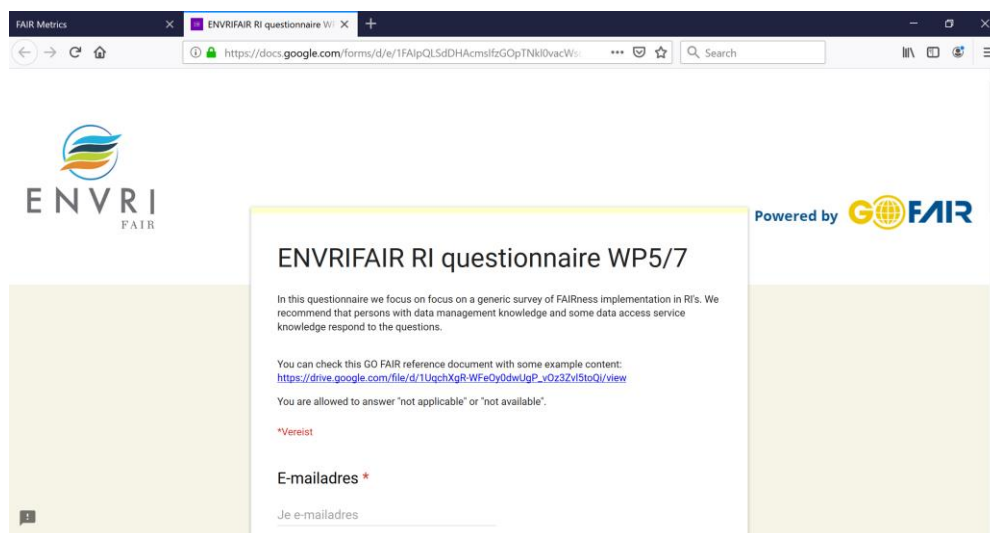 FAIR Metrics
ENVRIFAIR RI questionnaire W
https://docs.google.com/forms/d/e/1FAIpQLSdDHAcmsIfzGOpTNkl0vacWs
Search
ENVRI
FAIR
Powered by GO FAIR
ENVRIFAIR RI questionnaire WP5/7
In this questionnaire we focus on focus on a generic survey of FAIRness implementation in RI's. We
recommend that persons with data management knowledge and some data access service
knowledge respond to the questions.
You can check this GO FAIR reference document with some example content:
https://drive.google.com/file/d/1UqchXgR-WFeOy0dwUgP_vOz3ZvI5toQi/view
You are allowed to answer "not applicable" or "not available".
*Vereist
E-mailadres *
Je e-mailadres